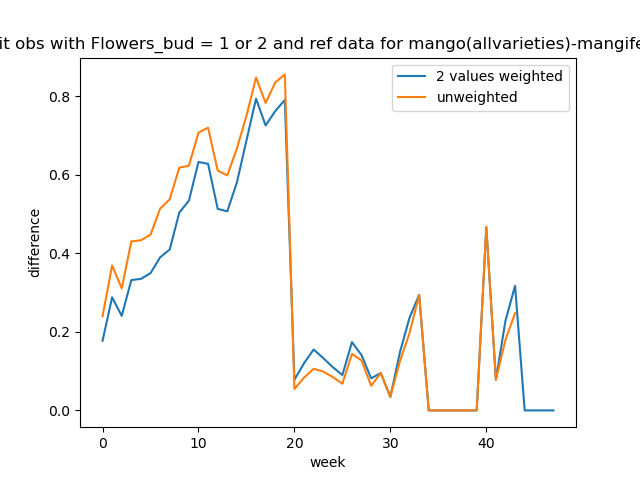 it obs with Flowers_bud = 1 or 2 and ref data for mango(allvarieties)-mangife
2 values weighted
unweighted
difference
0.8
0.6
0.4
0.2
0.0
0 10 20 30 40
week